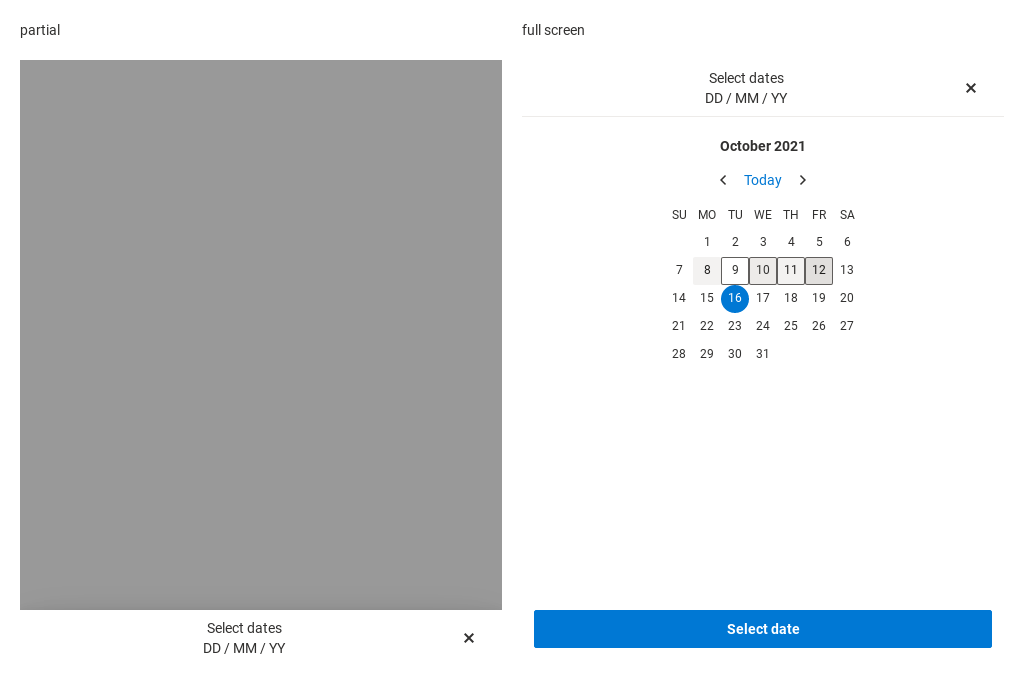 partial
Select dates
DD / MM / YY
full screen
Select dates
DD / MM / YY
October 2021
Today
SU MO TU WE TH FR SA
1 2 3 4 5 6
7 8 9 10 11 12 13
14 15 16 17 18 19 20
21 22 23 24 25 26 27
28 29 30 31
Select date